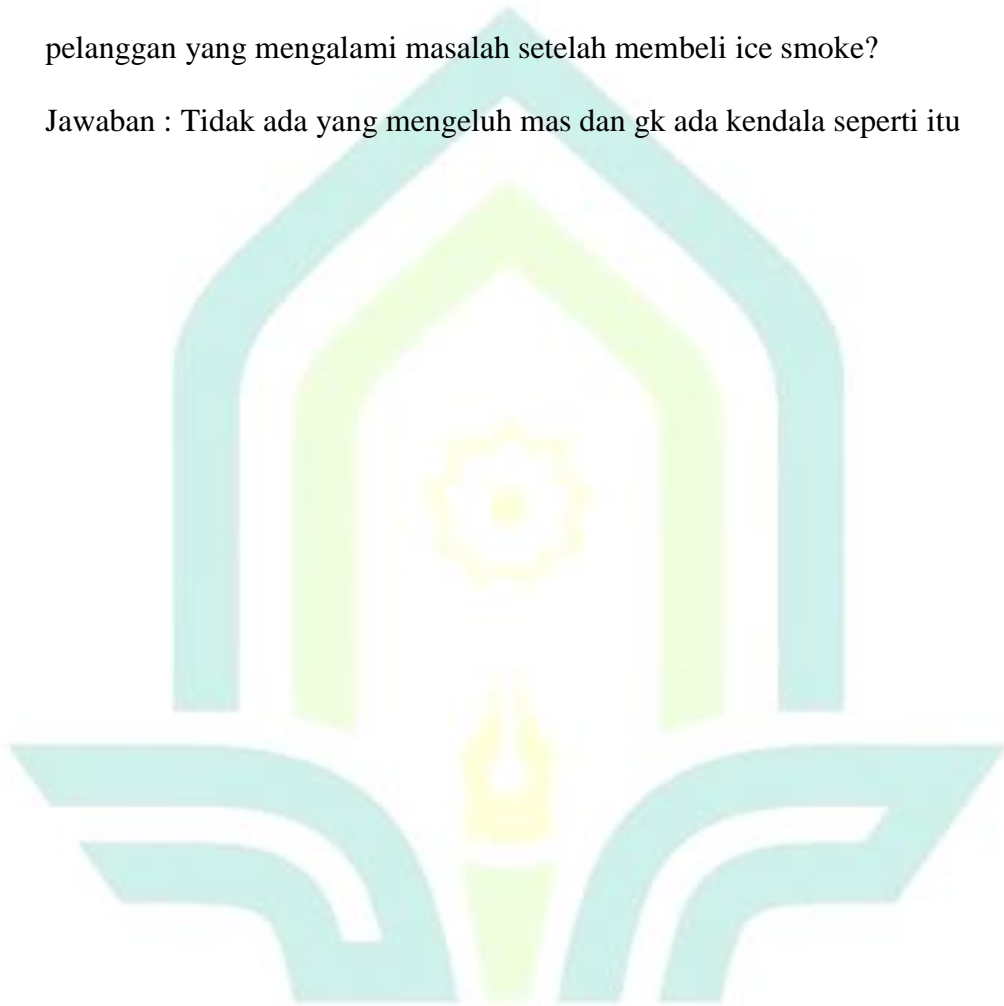 pelanggan yang mengalami masalah setelah membeli ice smoke?
Jawaban : Tidak ada yang mengeluh mas dan gk ada kendala seperti itu